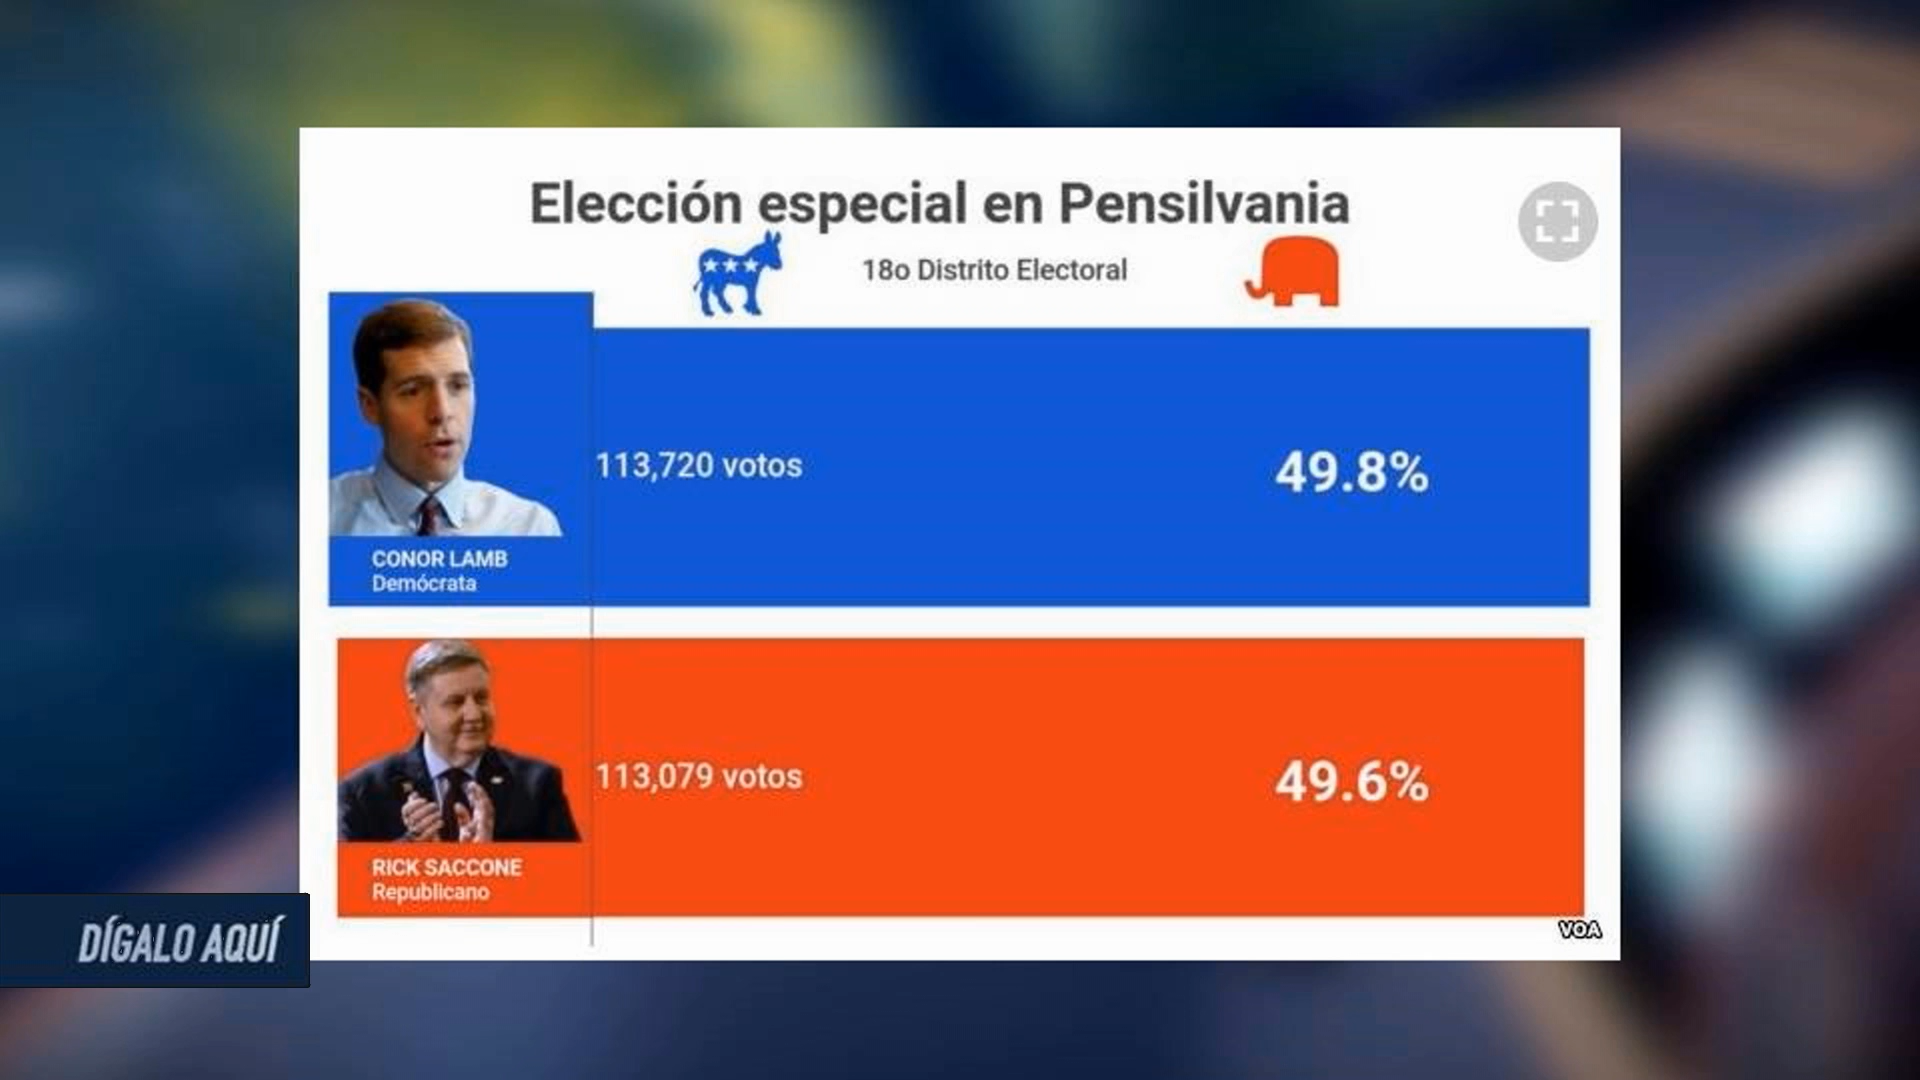 Elección especial en Pensilvania
18o Distrito Electoral
113,720 votos
49.8%
CONOR LAMB
Demócrata
113,079 votos
49.6%
RICK SACCONE
Republicano
VOA
DÍGALO AQUÍ